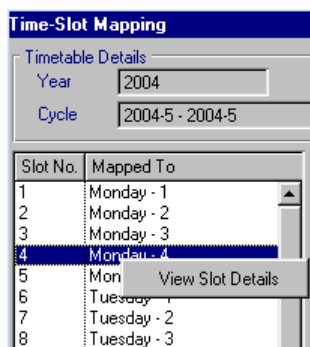 Time-Slot Mapping
Timetable Details
Year 2004
Cycle 2004-5 - 2004-5
Slot No. Mapped To
1 Monday - 1
2 Monday - 2
3 Monday - 3
4 Monday - 4
5 Mon View Slot Details
6 Tuesday - 1
7 Tuesday - 2
8 Tuesday - 3